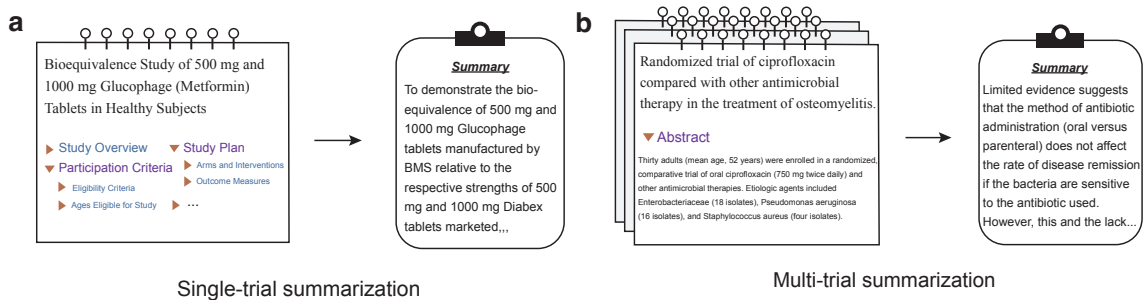 a
Bioequivalence Study of 500 mg and
1000 mg Glucophage (Metformin)
Tablets in Healthy Subjects
Study Overview
Participation Criteria
Eligibility Criteria
Ages Eligible for Study
Study Plan
Arms and Interventions
Outcome Measures
...
Summary
To demonstrate the bio-
equivalence of 500 mg and
1000 mg Glucophage
tablets manufactured by
BMS relative to the
respective strengths of 500
mg and 1000 mg Diabex
tablets marketed,,,
Single-trial summarization
b
Randomized trial of ciprofloxacin
compared with other antimicrobial
therapy in the treatment of osteomyelitis.
Abstract
Thirty adults (mean age, 52 years) were enrolled in a randomized,
comparative trial of oral ciprofloxacin (750 mg twice daily) and
other antimicrobial therapies. Etiologic agents included
Enterobacteriaceae (18 isolates), Pseudomonas aeruginosa
(16 isolates), and Staphylococcus aureus (four isolates).
Summary
Limited evidence suggests
that the method of antibiotic
administration (oral versus
parenteral) does not affect
the rate of disease remission
if the bacteria are sensitive
to the antibiotic used.
However, this and the lack...
Multi-trial summarization